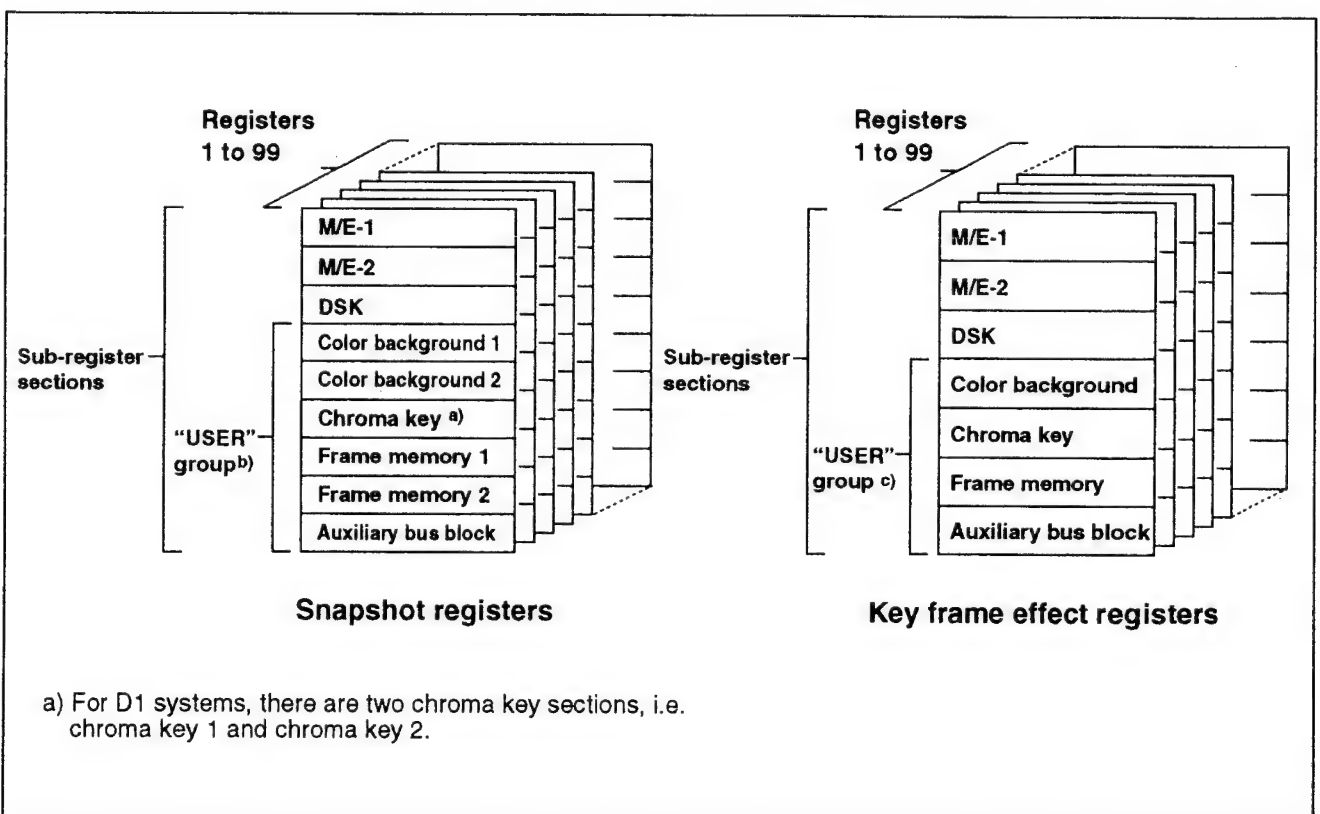 Registers
1 to 99
M/E-1
M/E-2
DSK
Color background 1
Color background 2
Chroma key a)
Frame memory 1
Frame memory 2
Auxiliary bus block
Sub-register
sections
"USER"
group b)
Snapshot registers
Registers
1 to 99
M/E-1
M/E-2
DSK
Color background
Chroma key
Frame memory
Auxiliary bus block
Sub-register
sections
"USER"
group c)
Key frame effect registers
a) For D1 systems, there are two chroma key sections, i.e.
chroma key 1 and chroma key 2.